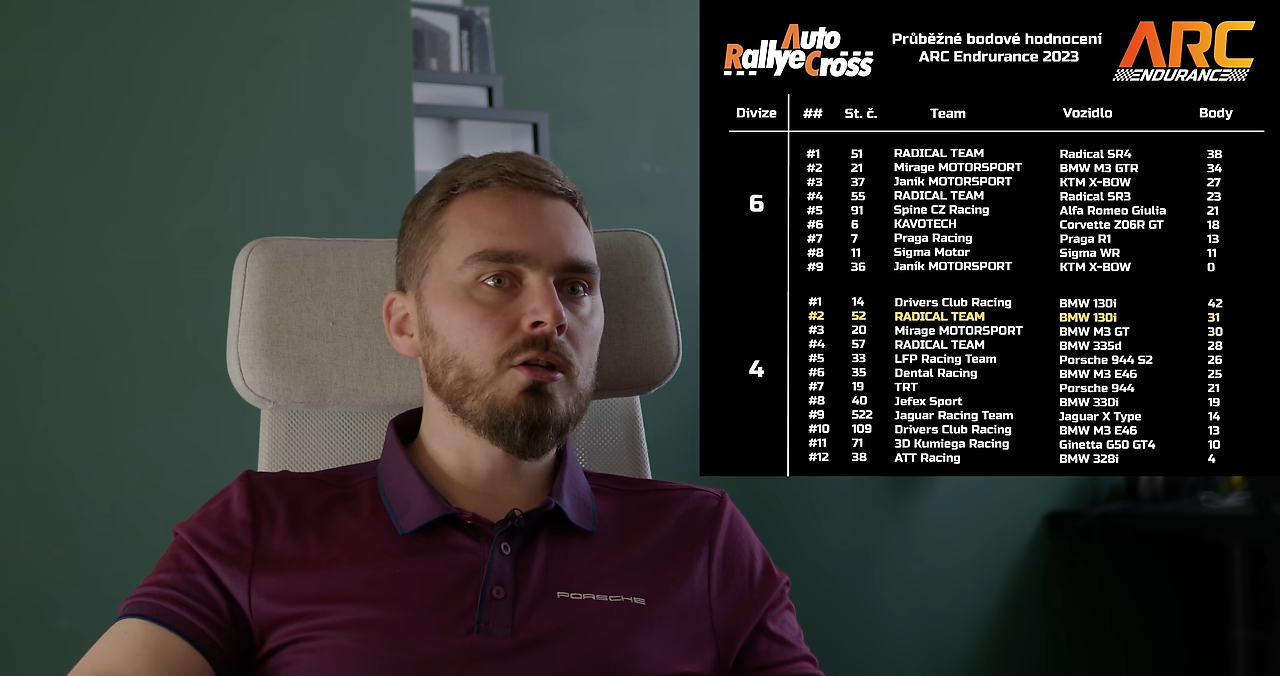 Auto
RallyeCross
Průběžné bodové hodnocení
ARC Endrurance 2023
ARC
ENDURANCE
Divize ## St. č. Team Vozidlo Body
6
#1 51 RADICAL TEAM Radical SR4 38
#2 21 Mirage MOTORSPORT BMW M3 GTR 34
#3 37 Janík MOTORSPORT KTM X-BOW 27
#4 55 RADICAL TEAM Radical SR3 23
#5 91 Spine CZ Racing Alfa Romeo Giulia 21
#6 6 KAVOTECH Corvette Z06R GT 18
#7 7 Praga Racing Praga R1 13
#8 11 Sigma Motor Sigma WR 11
#9 36 Janík MOTORSPORT KTM X-BOW 0
4
#1 14 Drivers Club Racing BMW 130i 42
#2 52 RADICAL TEAM BMW 130i 31
#3 20 Mirage MOTORSPORT BMW M3 GT 30
#4 57 RADICAL TEAM BMW 335d 28
#5 33 LFP Racing Team Porsche 944 S2 26
#6 35 Dental Racing BMW M3 E46 25
#7 19 TRT Porsche 944 21
#8 40 Jefex Sport BMW 330i 19
#9 522 Jaguar Racing Team Jaguar X Type 14
#10 109 Drivers Club Racing BMW M3 E46 13
#11 71 3D Kumiega Racing Ginetta G50 GT4 10
#12 38 ATT Racing BMW 328i 4
PORSCHE